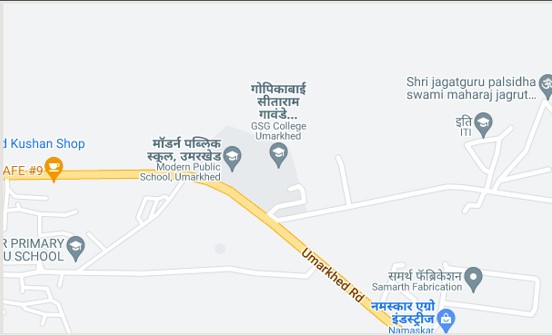 गोपिकाबाई
सीताराम
गावंडे...
GSG College
Umarkhed
Shri jagatguru palsidha
swami maharaj jagrut...
इति
ITI
d Kushan Shop
मॉडर्न पब्लिक
स्कूल, उमरखेड
Modern Public
School, Umarkhed
AFE #9
R PRIMARY
U SCHOOL
Umarkhed Rd
समर्थ फॅब्रिकेशन
Samarth Fabrication
नमस्कार एग्रो
इंडस्ट्रीज
Namaskar